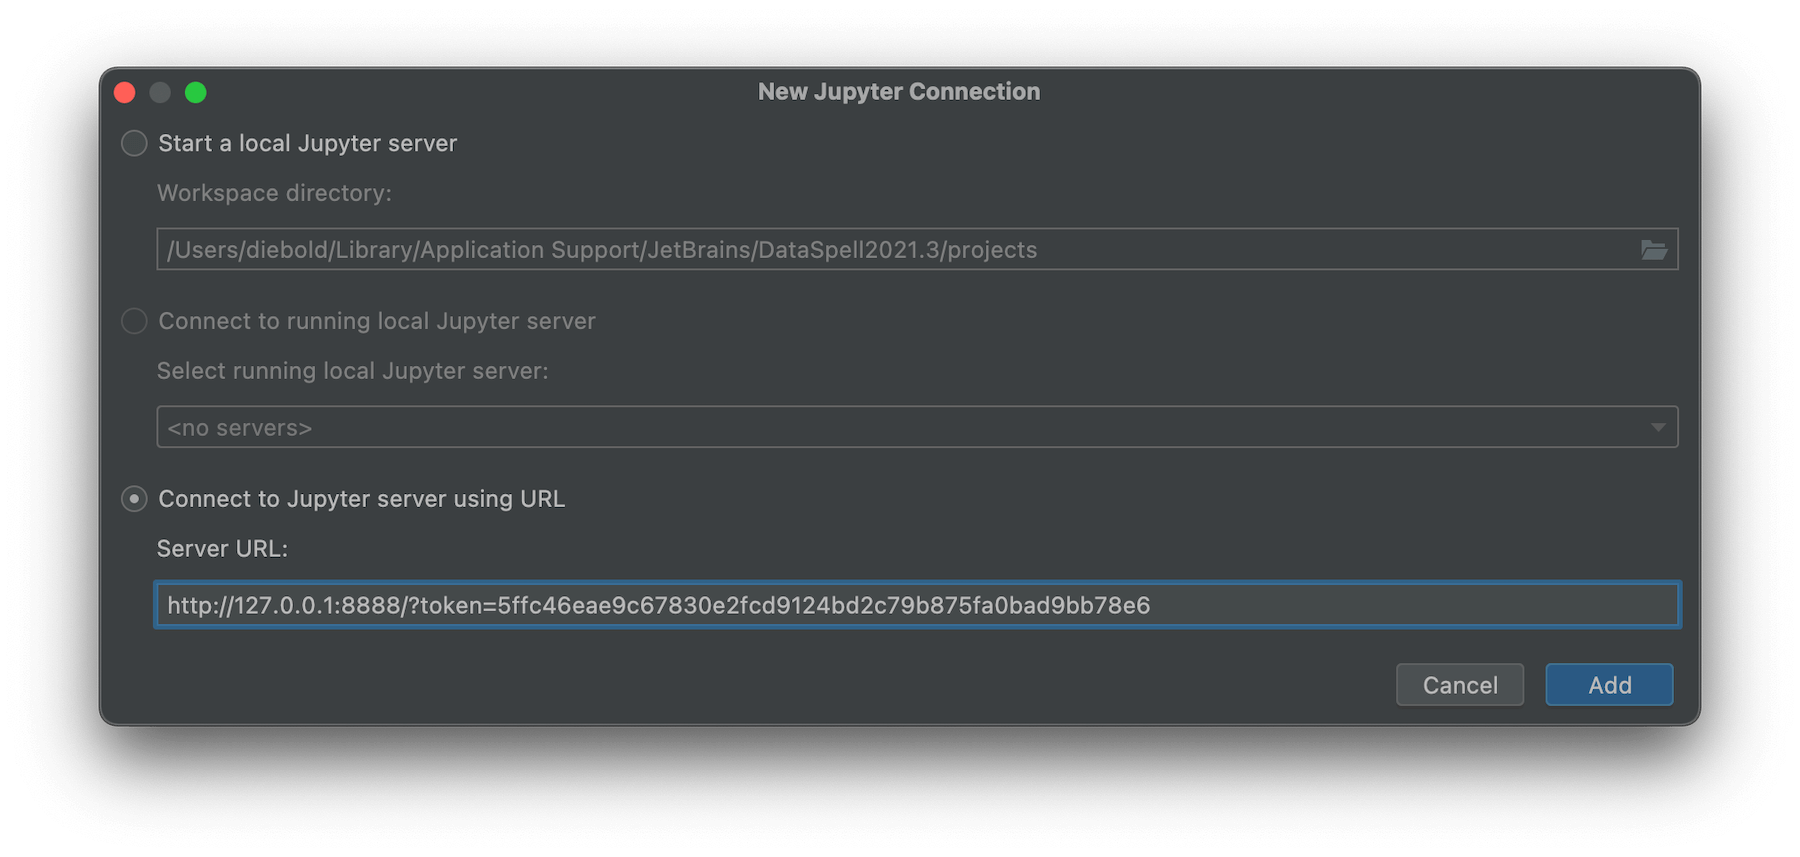 New Jupyter Connection
Start a local Jupyter server
Workspace directory:
/Users/diebold/Library/Application Support/JetBrains/DataSpell2021.3/projects
Connect to running local Jupyter server
Select running local Jupyter server:
<no servers>
Connect to Jupyter server using URL
Server URL:
http://127.0.0.1:8888/?token=5ffc46eae9c67830e2fcd9124bd2c79b875fa0bad9bb78e6
Cancel Add